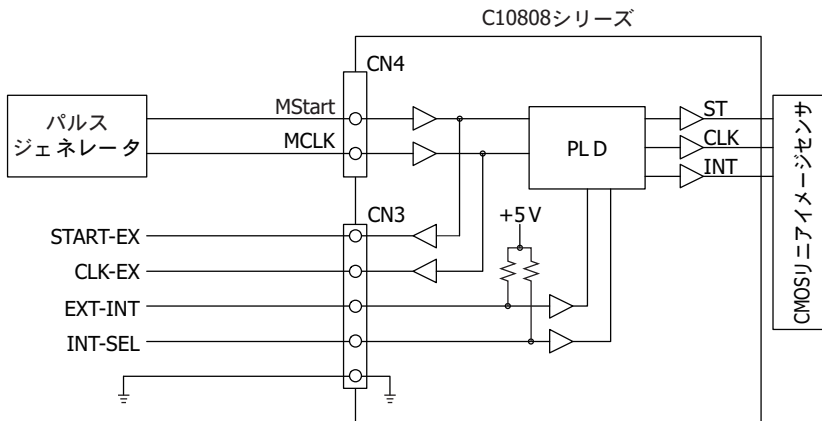 C10808シリーズ
CN4
パルス
ジェネレータ
MStart
MCLK
PLD
ST
CLK
INT
CMOSリニアイメージセンサ
CN3
+5 V
START-EX
CLK-EX
EXT-INT
INT-SEL